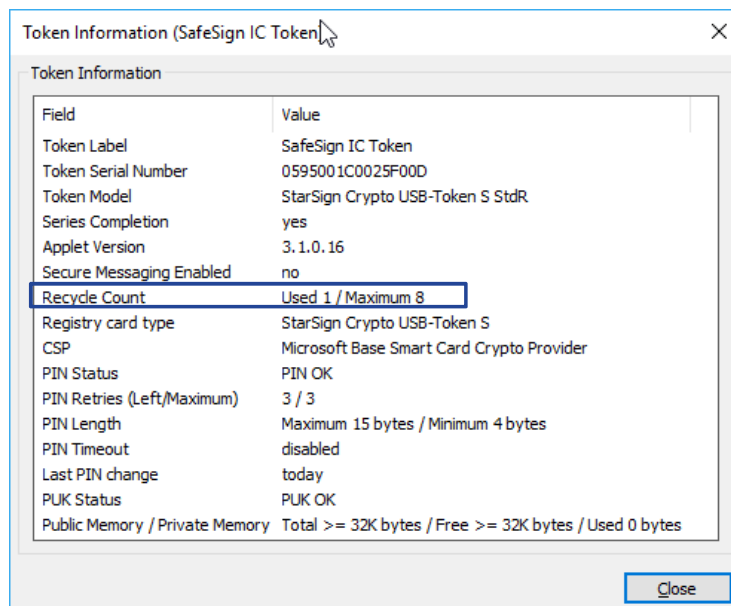 Token Information (SafeSign IC Token)
Token Information
Field Value
Token Label SafeSign IC Token
Token Serial Number 0595001C0025F00D
Token Model StarSign Crypto USB-Token S StdR
Series Completion yes
Applet Version 3.1.0.16
Secure Messaging Enabled no
Recycle Count Used 1 / Maximum 8
Registry card type StarSign Crypto USB-Token S
CSP Microsoft Base Smart Card Crypto Provider
PIN Status PIN OK
PIN Retries (Left/Maximum) 3 / 3
PIN Length Maximum 15 bytes / Minimum 4 bytes
PIN Timeout disabled
Last PIN change today
PUK Status PUK OK
Public Memory / Private Memory Total >= 32K bytes / Free >= 32K bytes / Used 0 bytes
Close